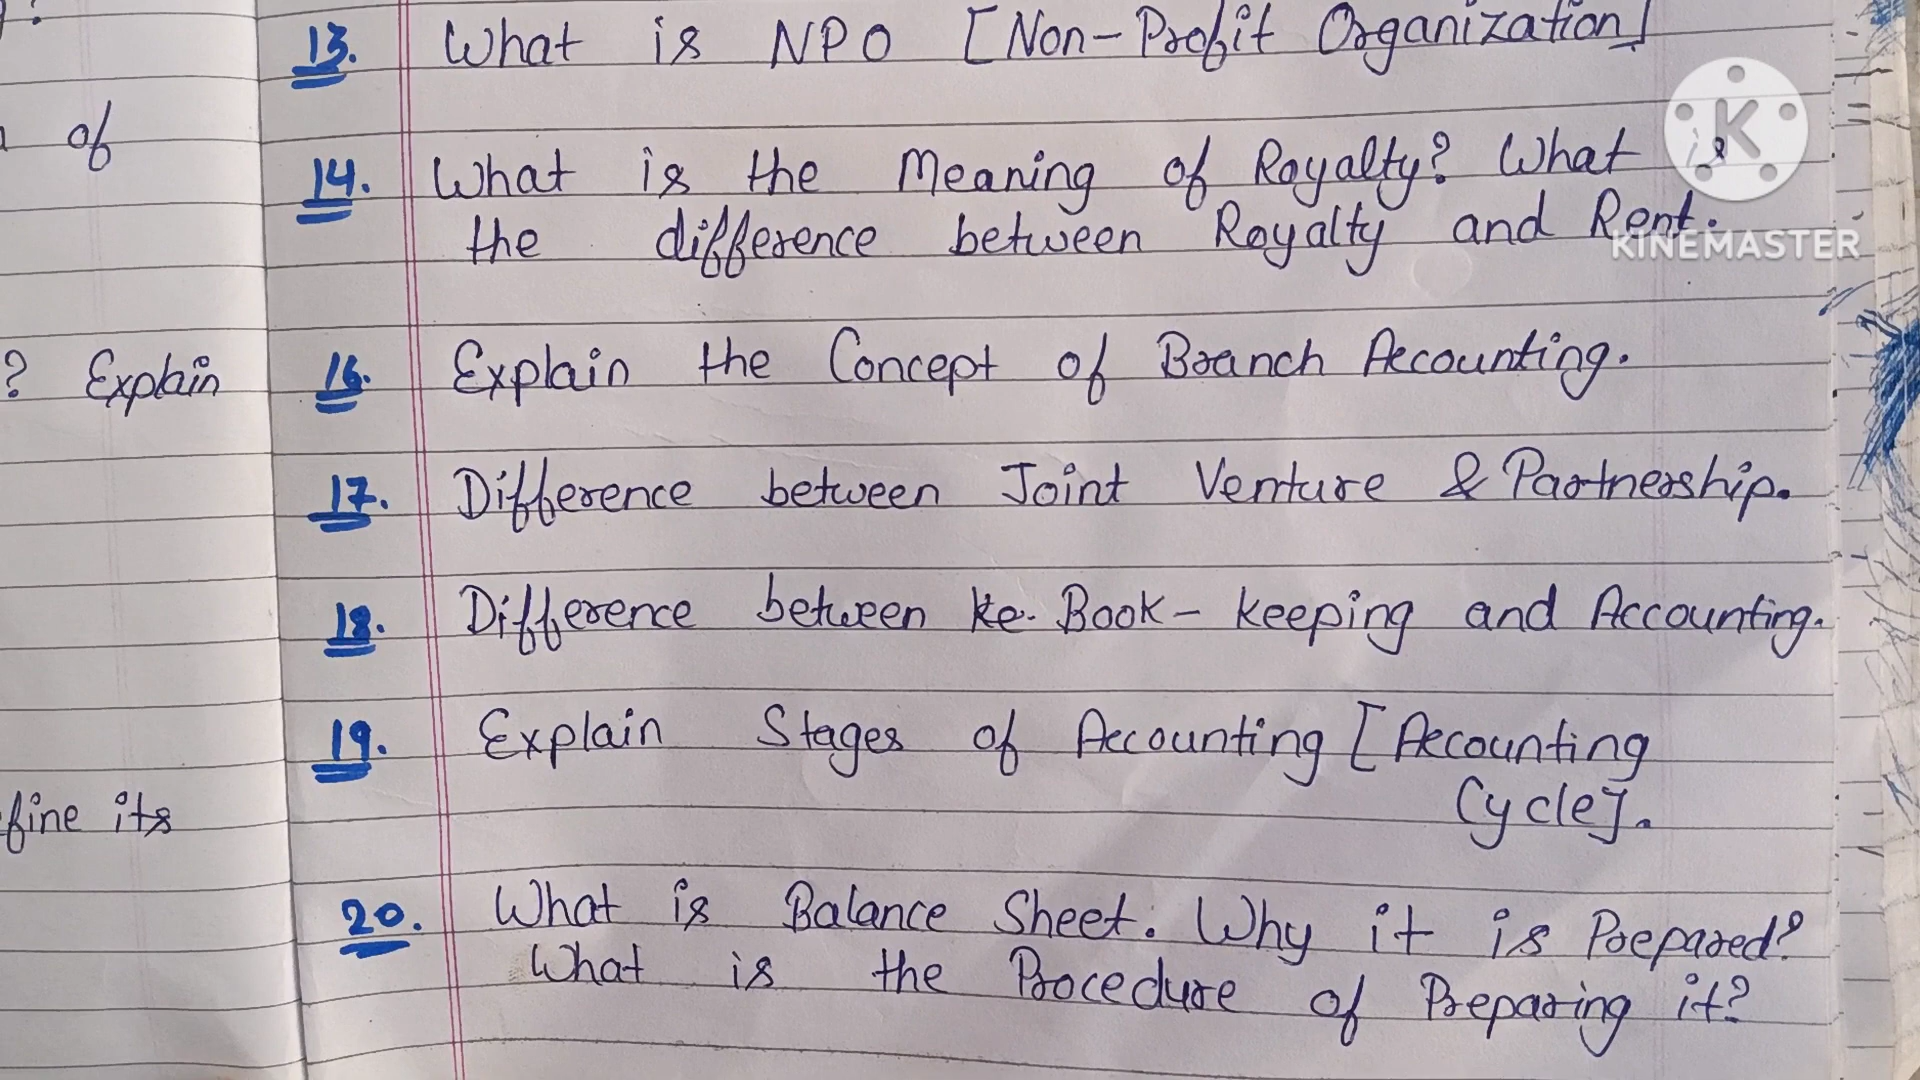 of
? Explain
fine its
13. What is NPO [Non-Profit Organization]
14. What is the Meaning of Royalty? What is
the difference between Royalty and Rent.
16. Explain the Concept of Branch Accounting.
17. Difference between Joint Venture & Partnership.
18. Difference between ke. Book- keeping and Accounting.
19. Explain Stages of Accounting [Accounting
Cycle].
20. What is Balance Sheet. Why it is Prepared?
What is the Procedure of Preparing it?
K
KINEMASTER